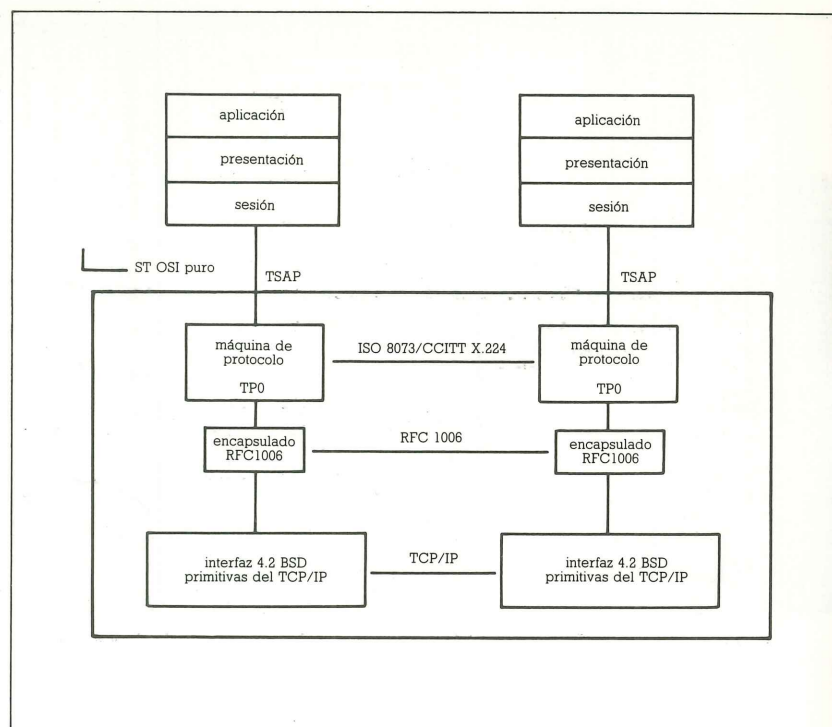 aplicación
presentación
sesión
aplicación
presentación
sesión
ST OSI puro
TSAP
TSAP
máquina de
protocolo
TP0
ISO 8073/CCITT X.224
máquina de
protocolo
TP0
encapsulado
RFC1006
RFC 1006
encapsulado
RFC1006
interfaz 4.2 BSD
primitivas del TCP/IP
TCP/IP
interfaz 4.2 BSD
primitivas del TCP/IP